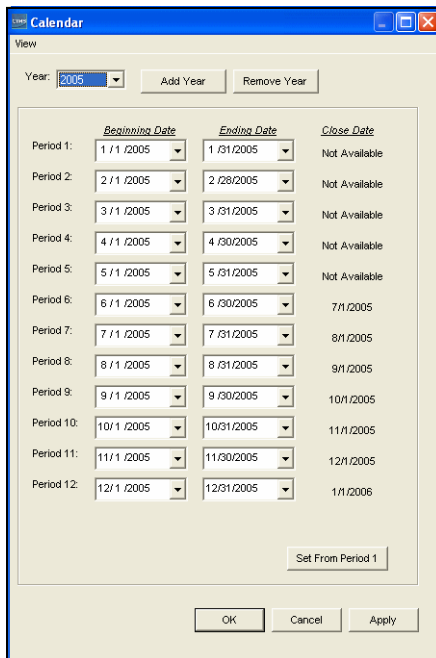 Calendar
View
Year: 2005 Add Year Remove Year
Beginning Date Ending Date Close Date
Period 1: 1 / 1 /2005 1 /31/2005 Not Available
Period 2: 2 / 1 /2005 2 /28/2005 Not Available
Period 3: 3 / 1 /2005 3 /31/2005 Not Available
Period 4: 4 / 1 /2005 4 /30/2005 Not Available
Period 5: 5 / 1 /2005 5 /31/2005 Not Available
Period 6: 6 / 1 /2005 6 /30/2005 7/1/2005
Period 7: 7 / 1 /2005 7 /31/2005 8/1/2005
Period 8: 8 / 1 /2005 8 /31/2005 9/1/2005
Period 9: 9 / 1 /2005 9 /30/2005 10/1/2005
Period 10: 10/ 1 /2005 10/31/2005 11/1/2005
Period 11: 11/ 1 /2005 11/30/2005 12/1/2005
Period 12: 12/ 1 /2005 12/31/2005 1/1/2006
Set From Period 1
OK Cancel Apply